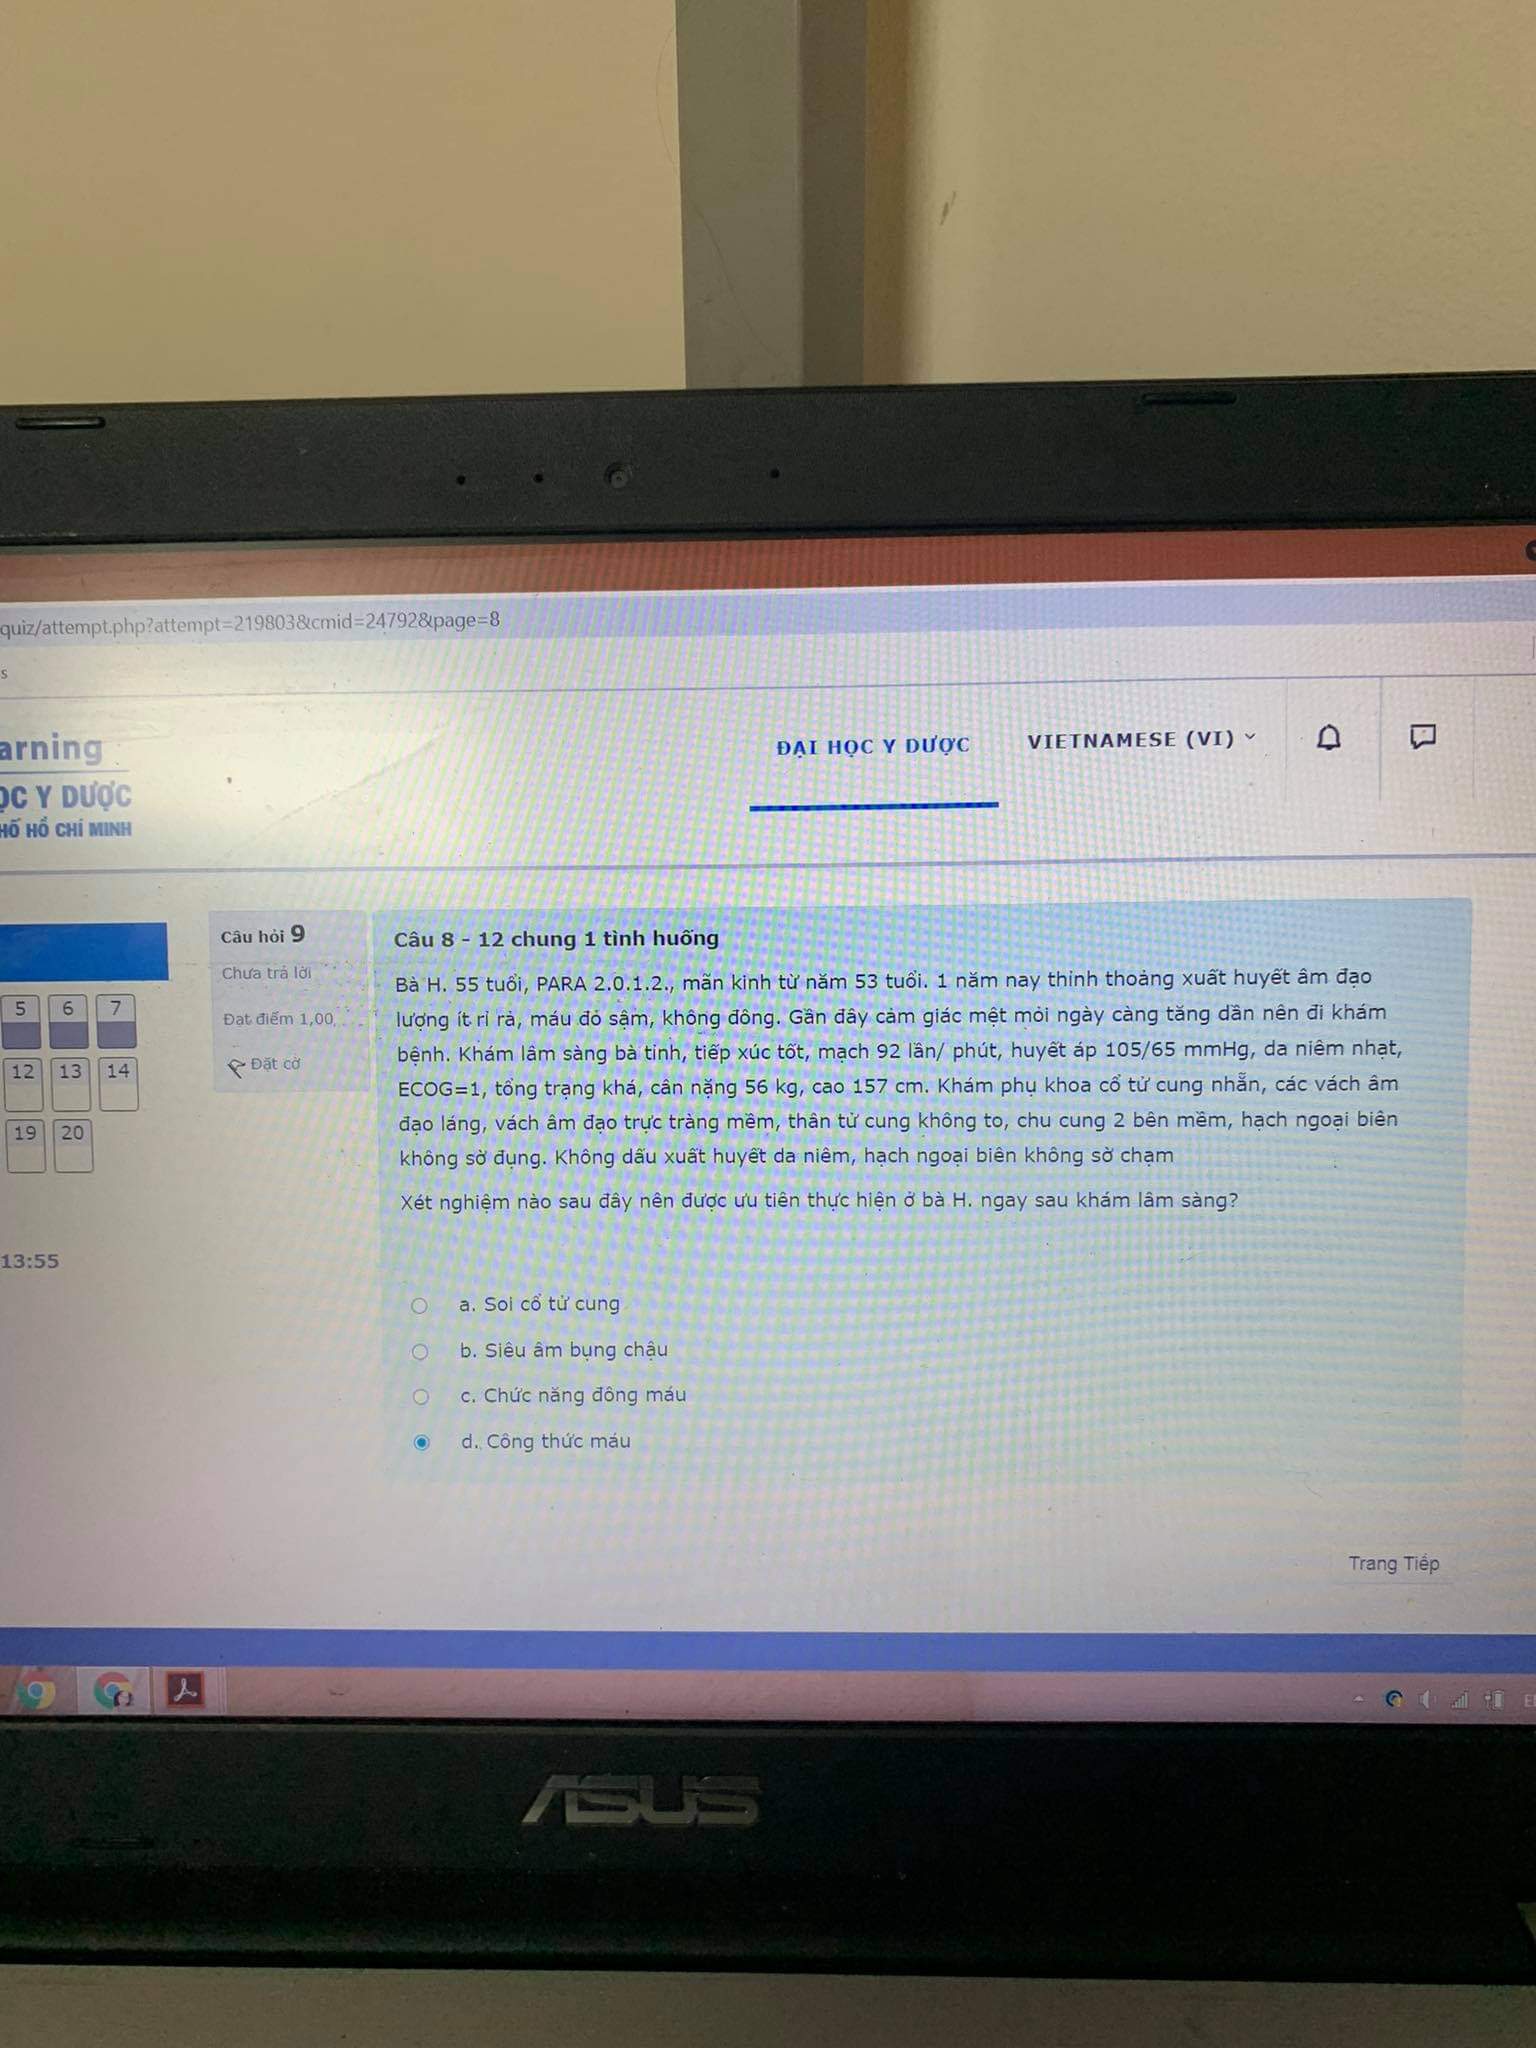 quiz/attempt.php?attempt=219803&cmid=24792&page=8
s
arning
ỌC Y DƯỢC
HỐ HỒ CHÍ MINH
ĐẠI HỌC Y DƯỢC
VIETNAMESE (VI)
5 6 7
12 13 14
19 20
13:55
Câu hỏi 9
Chưa trả lời
Đạt điểm 1,00
Đặt cờ
Câu 8 - 12 chung 1 tình huống
Bà H. 55 tuổi, PARA 2.0.1.2., mãn kinh từ năm 53 tuổi. 1 năm nay thỉnh thoảng xuất huyết âm đạo
lượng ít rỉ rả, máu đỏ sậm, không đông. Gần đây cảm giác mệt mỏi ngày càng tăng dần nên đi khám
bệnh. Khám lâm sàng bà tỉnh, tiếp xúc tốt, mạch 92 lần/ phút, huyết áp 105/65 mmHg, da niêm nhạt,
ECOG=1, tổng trạng khá, cân nặng 56 kg, cao 157 cm. Khám phụ khoa cổ tử cung nhẵn, các vách âm
đạo láng, vách âm đạo trực tràng mềm, thân tử cung không to, chu cung 2 bên mềm, hạch ngoại biên
không sờ đụng. Không dấu xuất huyết da niêm, hạch ngoại biên không sờ chạm
Xét nghiệm nào sau đây nên được ưu tiên thực hiện ở bà H. ngay sau khám lâm sàng?
a. Soi cổ tử cung
b. Siêu âm bụng chậu
c. Chức năng đông máu
d. Công thức máu
Trang Tiếp
ASUS